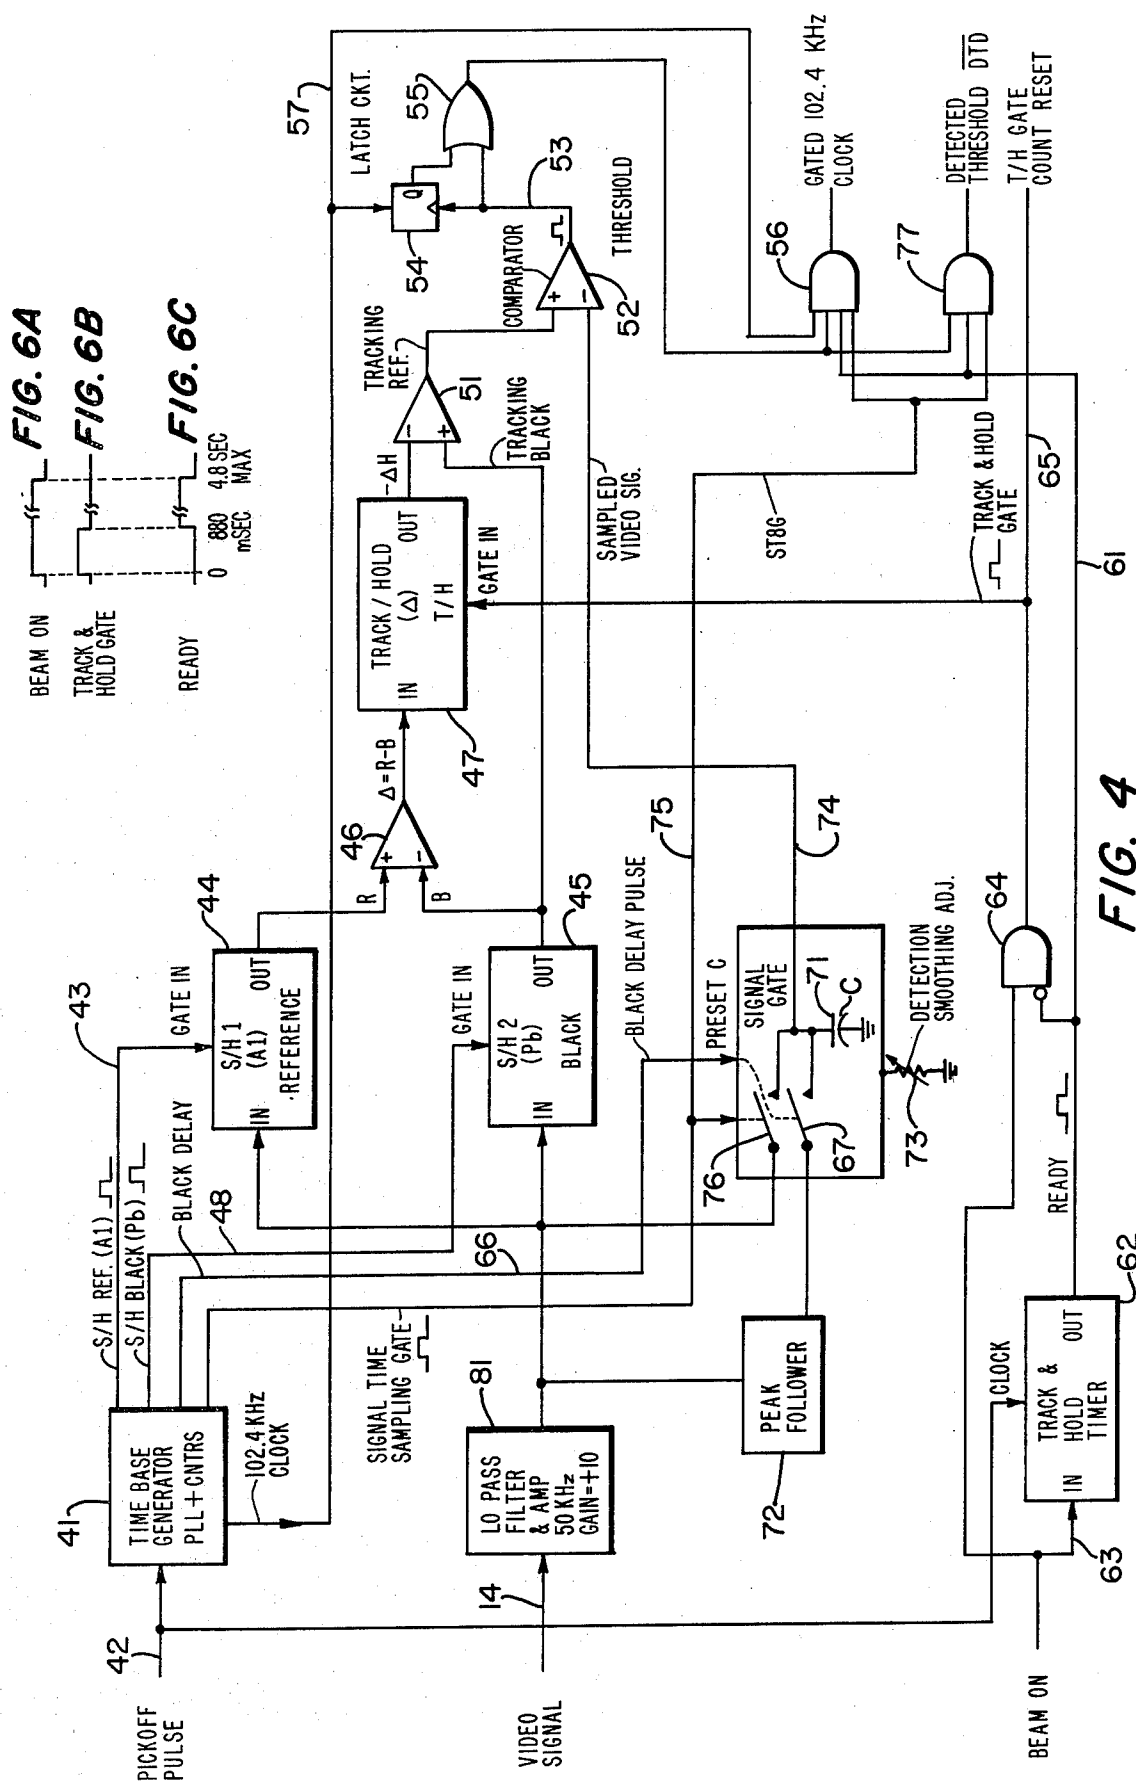 FIG. 6A
FIG. 6B
FIG. 6C
BEAM ON
TRACK &
HOLD GATE
READY
0
880
mSEC
4.8 SEC
MAX
PICKOFF
PULSE
42
41
TIME BASE
GENERATOR
PLL + CNTRS
102.4 KHz
CLOCK
S/H REF. (A1)
S/H BLACK (Pb)
BLACK DELAY
43
48
66
GATE IN
44
S/H 1
(A1)
REFERENCE
IN
OUT
GATE IN
45
S/H 2
(Pb)
BLACK
IN
OUT
R
B
46
+
−
Δ=R-B
TRACK / HOLD
(Δ)
T/H
IN
OUT
47
GATE IN
-ΔH
51
−
+
TRACKING
REF.
TRACKING
BLACK
COMPARATOR
+
−
52
THRESHOLD
53
54
Q
LATCH CKT.
55
57
VIDEO
SIGNAL
14
81
LO PASS
FILTER
& AMP
50 KHz
GAIN=+10
SIGNAL TIME
SAMPLING GATE
72
PEAK
FOLLOWER
BLACK DELAY PULSE
PRESET C
SIGNAL
GATE
71
C
76
67
73
DETECTION
SMOOTHING ADJ.
74
75
SAMPLED
VIDEO SIG.
ST8G
56
GATED 102.4 KHz
CLOCK
77
DETECTED
THRESHOLD D̅T̅D̅
T/H GATE
COUNT RESET
65
TRACK & HOLD
GATE
61
BEAM ON
63
CLOCK
TRACK &
HOLD
TIMER
IN
OUT
62
READY
64
FIG. 4